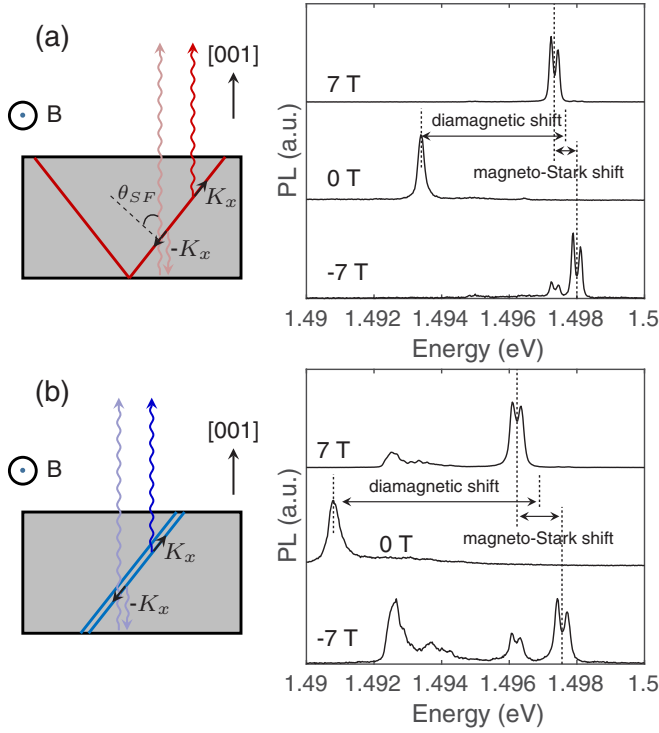 (a)
[001]
B
θSF
Kx
-Kx
PL (a.u.)
7 T
diamagnetic shift
0 T
magneto-Stark shift
-7 T
1.49 1.492 1.494 1.496 1.498 1.5
Energy (eV)
(b)
[001]
B
Kx
-Kx
PL (a.u.)
7 T
diamagnetic shift
0 T
magneto-Stark shift
-7 T
1.49 1.492 1.494 1.496 1.498 1.5
Energy (eV)